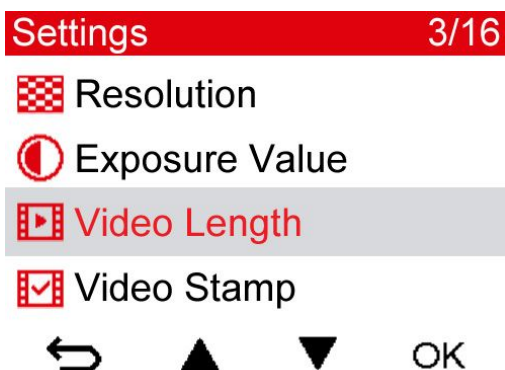 Settings 3/16
Resolution
Exposure Value
Video Length
Video Stamp
OK